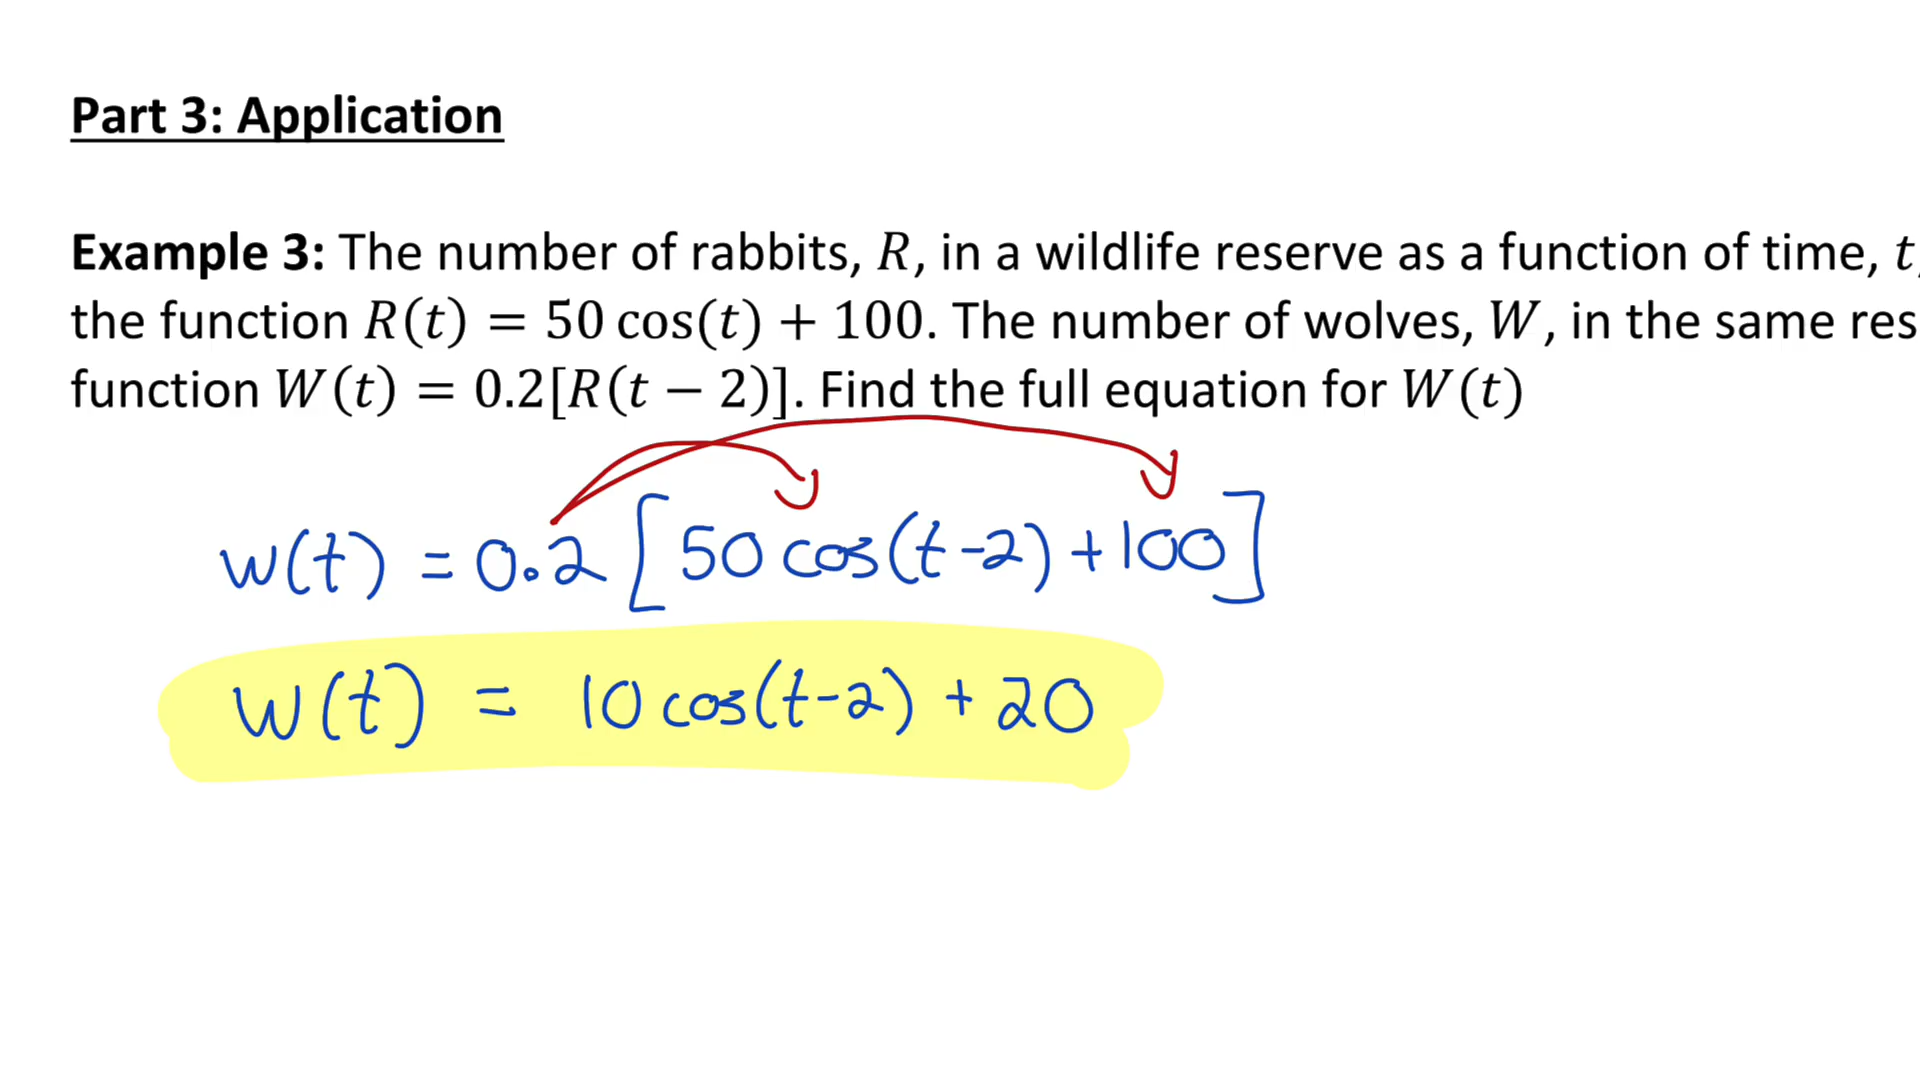 Part 3: Application
Example 3: The number of rabbits, R, in a wildlife reserve as a function of time, t,
the function R(t) = 50 cos(t) + 100. The number of wolves, W, in the same res
function W(t) = 0.2[R(t − 2)]. Find the full equation for W(t)
w(t) = 0.2 [50 cos(t-2) +100]
w(t) = 10 cos(t-2) + 20